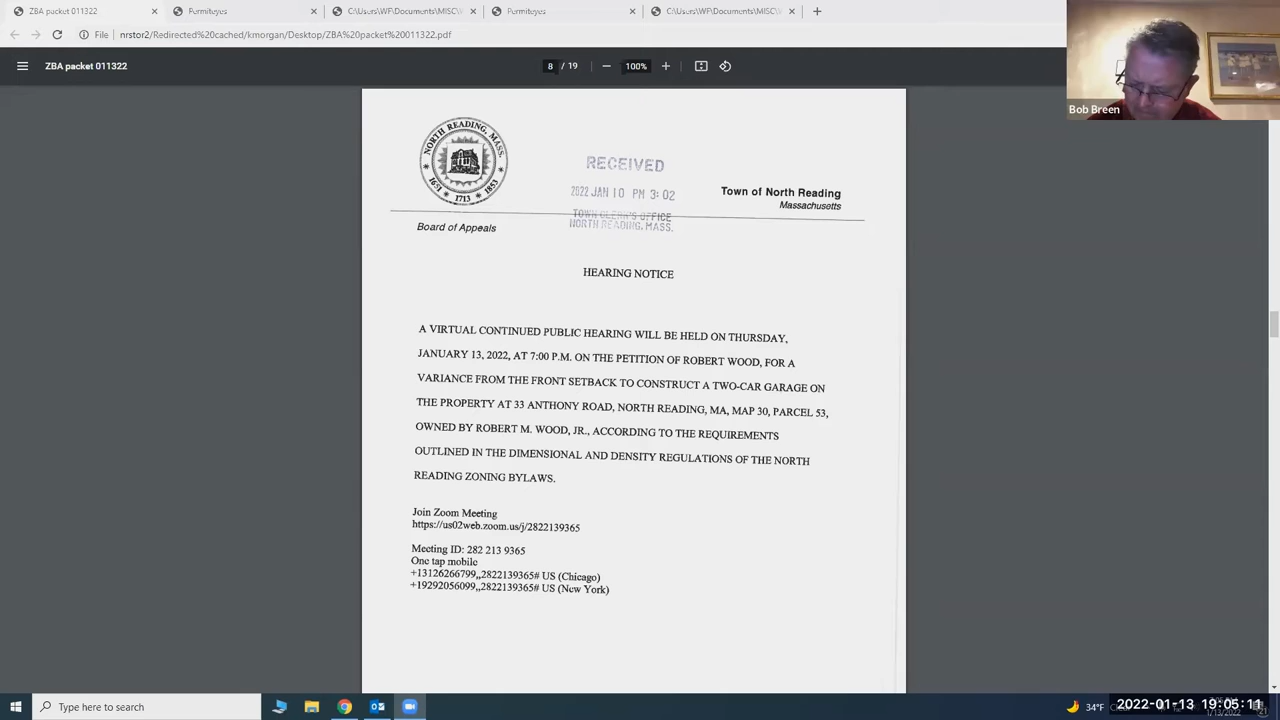 ZBA packet 011322
Permiteyes
C:\Users\WF\Documents\MISC\
Permiteyes
C:\Users\WF\Documents\MISC\
File
nrstor2/Redirected%20cached/kmorgan/Desktop/ZBA%20packet%20011322.pdf
ZBA packet 011322
8 / 19
100%
Bob Breen
NORTH READING, MASS.
1651 1713 1853
RECEIVED
2022 JAN 10 PM 3:02
TOWN CLERK'S OFFICE
NORTH READING, MASS.
Town of North Reading
Massachusetts
Board of Appeals
HEARING NOTICE
A VIRTUAL CONTINUED PUBLIC HEARING WILL BE HELD ON THURSDAY,
JANUARY 13, 2022, AT 7:00 P.M. ON THE PETITION OF ROBERT WOOD, FOR A
VARIANCE FROM THE FRONT SETBACK TO CONSTRUCT A TWO-CAR GARAGE ON
THE PROPERTY AT 33 ANTHONY ROAD, NORTH READING, MA, MAP 30, PARCEL 53,
OWNED BY ROBERT M. WOOD, JR., ACCORDING TO THE REQUIREMENTS
OUTLINED IN THE DIMENSIONAL AND DENSITY REGULATIONS OF THE NORTH
READING ZONING BYLAWS.
Join Zoom Meeting
https://us02web.zoom.us/j/2822139365
Meeting ID: 282 213 9365
One tap mobile
+13126266799,,2822139365# US (Chicago)
+19292056099,,2822139365# US (New York)
Type here to search
34°F
2022-01-13 19:05:11